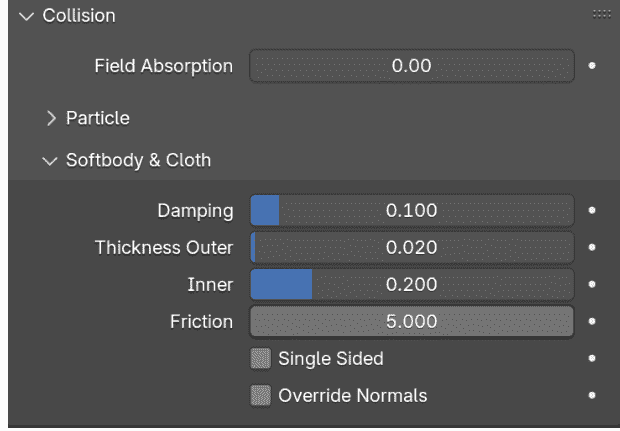 Collision
Field Absorption 0.00
Particle
Softbody & Cloth
Damping 0.100
Thickness Outer 0.020
Inner 0.200
Friction 5.000
Single Sided
Override Normals